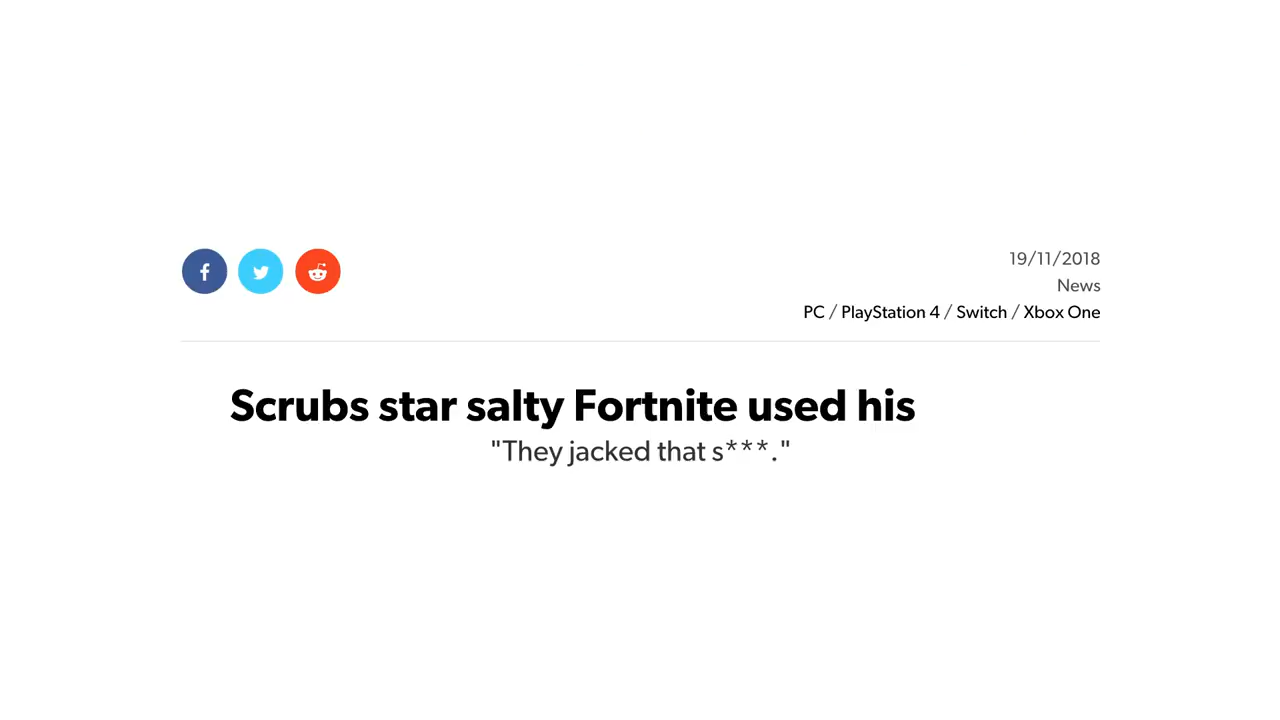 19/11/2018
News
PC / PlayStation 4 / Switch / Xbox One
Scrubs star salty Fortnite used his
"They jacked that s***."